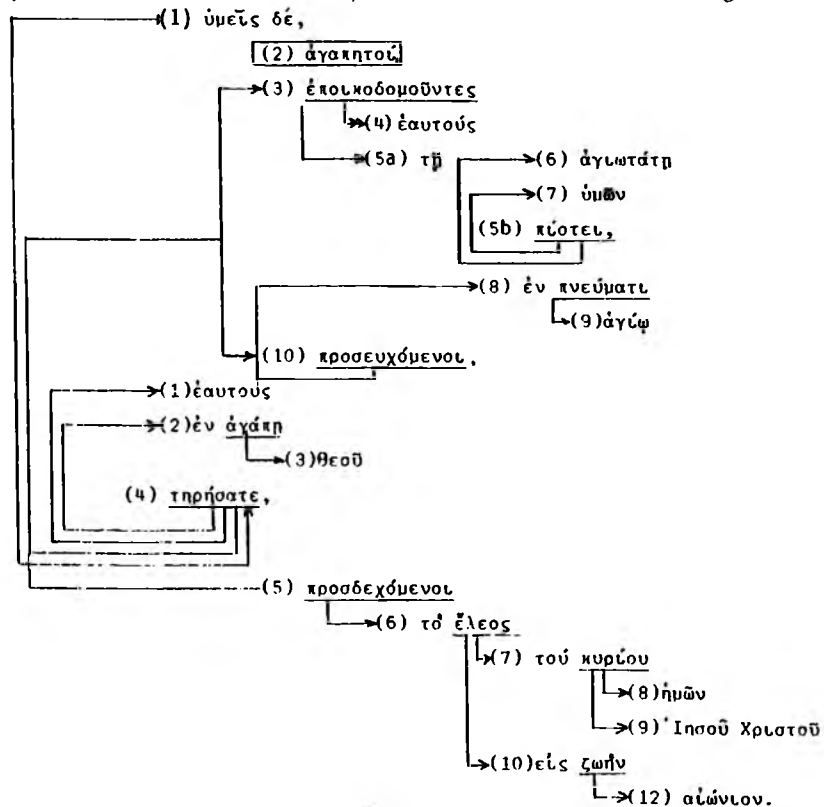 (1) ὑμεῖς δέ,
(2) ἀγαπητοί,
(3) ἐποικοδομοῦντες
(4) ἑαυτούς
(5a) τῇ
(6) ἁγιωτάτῃ
(7) ὑμῶν
(5b) πίστει,
(8) ἐν πνεύματι
(9) ἁγίῳ
(10) προσευχόμενοι,
(1) ἑαυτούς
(2) ἐν ἀγάπῃ
(3) θεοῦ
(4) τηρήσατε,
(5) προσδεχόμενοι
(6) τὸ ἔλεος
(7) τοῦ κυρίου
(8) ἡμῶν
(9) Ἰησοῦ Χριστοῦ
(10) εἰς ζωὴν
(12) αἰώνιον.